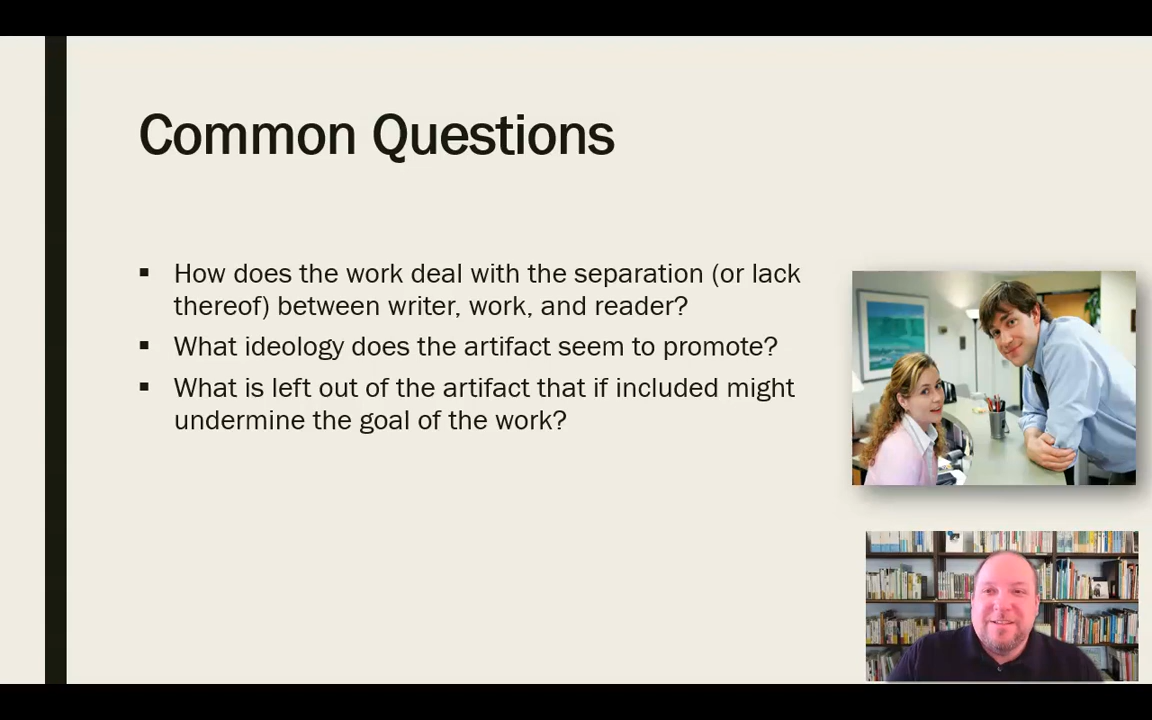 Common Questions
▪ How does the work deal with the separation (or lack
thereof) between writer, work, and reader?
▪ What ideology does the artifact seem to promote?
▪ What is left out of the artifact that if included might
undermine the goal of the work?